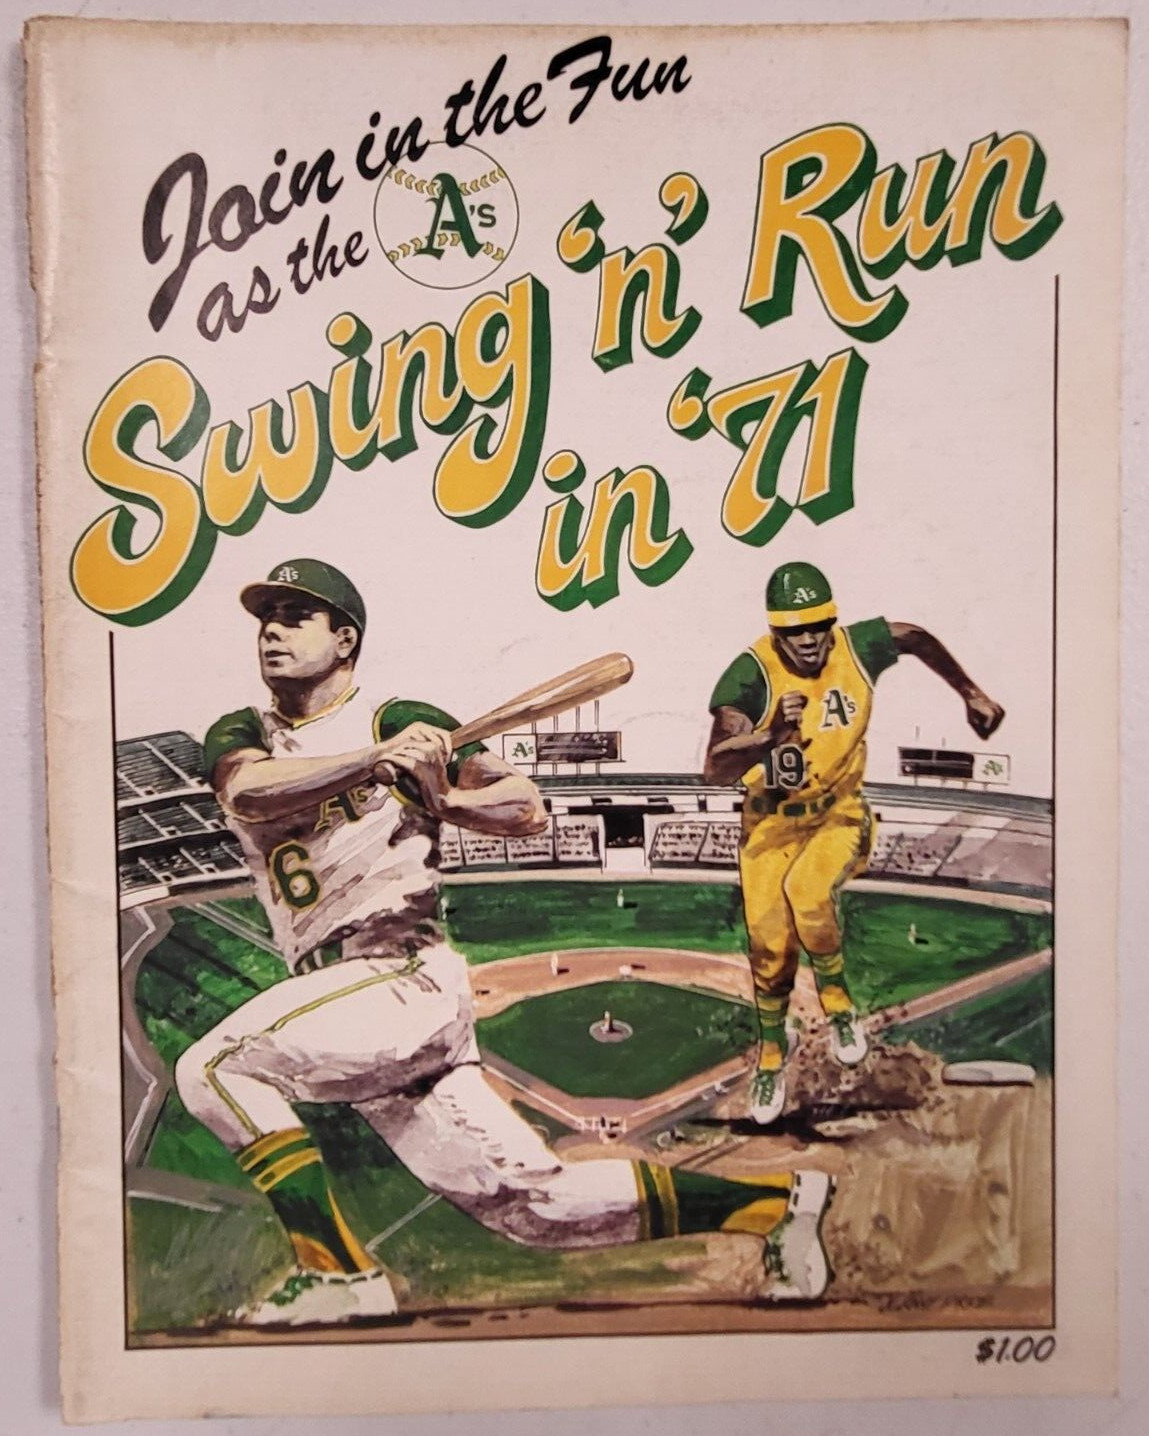 Join in the Fun
as the A's
Swing 'n' Run
in '71
A's
A's
A's
6
A's
A's
19
A's
$1.00